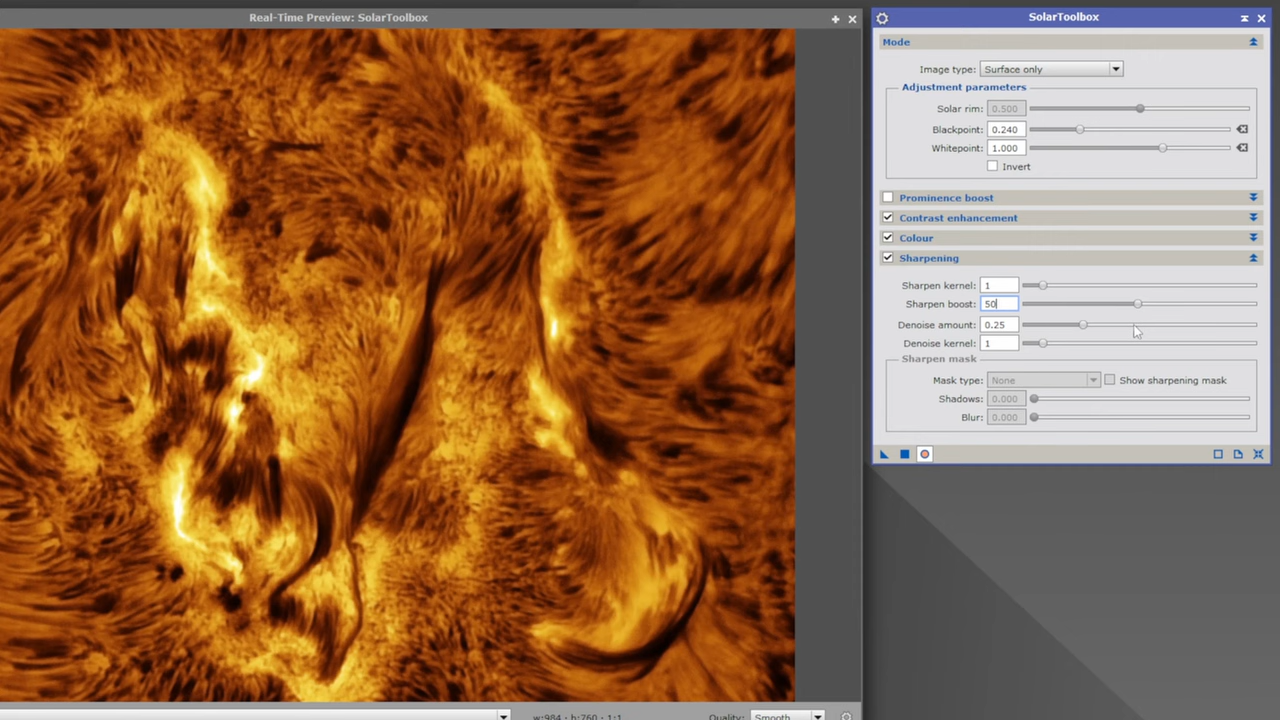 Real-Time Preview: SolarToolbox
SolarToolbox
Mode
Image type: Surface only
Adjustment parameters
Solar rim: 0.500
Blackpoint: 0.240
Whitepoint: 1.000
Invert
Prominence boost
Contrast enhancement
Colour
Sharpening
Sharpen kernel: 1
Sharpen boost: 50
Denoise amount: 0.25
Denoise kernel: 1
Sharpen mask
Mask type: None Show sharpening mask
Shadows: 0.000
Blur: 0.000
w:984 · h:760 · 1:1 Quality: Smooth